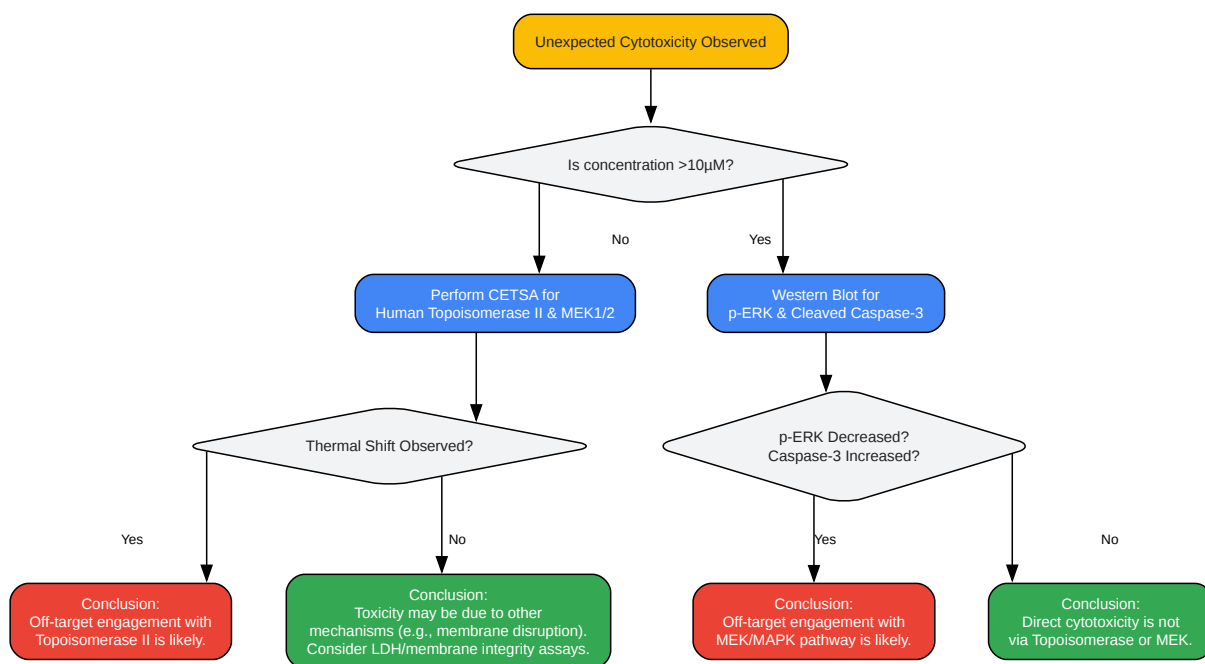 Unexpected Cytotoxicity Observed
Is concentration >10µM?
No
Yes
Perform CETSA for
Human Topoisomerase II & MEK1/2
Western Blot for
p-ERK & Cleaved Caspase-3
Thermal Shift Observed?
p-ERK Decreased?
Caspase-3 Increased?
Yes
No
Yes
No
Conclusion:
Off-target engagement with
Topoisomerase II is likely.
Conclusion:
Toxicity may be due to other
mechanisms (e.g., membrane disruption).
Consider LDH/membrane integrity assays.
Conclusion:
Off-target engagement with
MEK/MAPK pathway is likely.
Conclusion:
Direct cytotoxicity is not
via Topoisomerase or MEK.